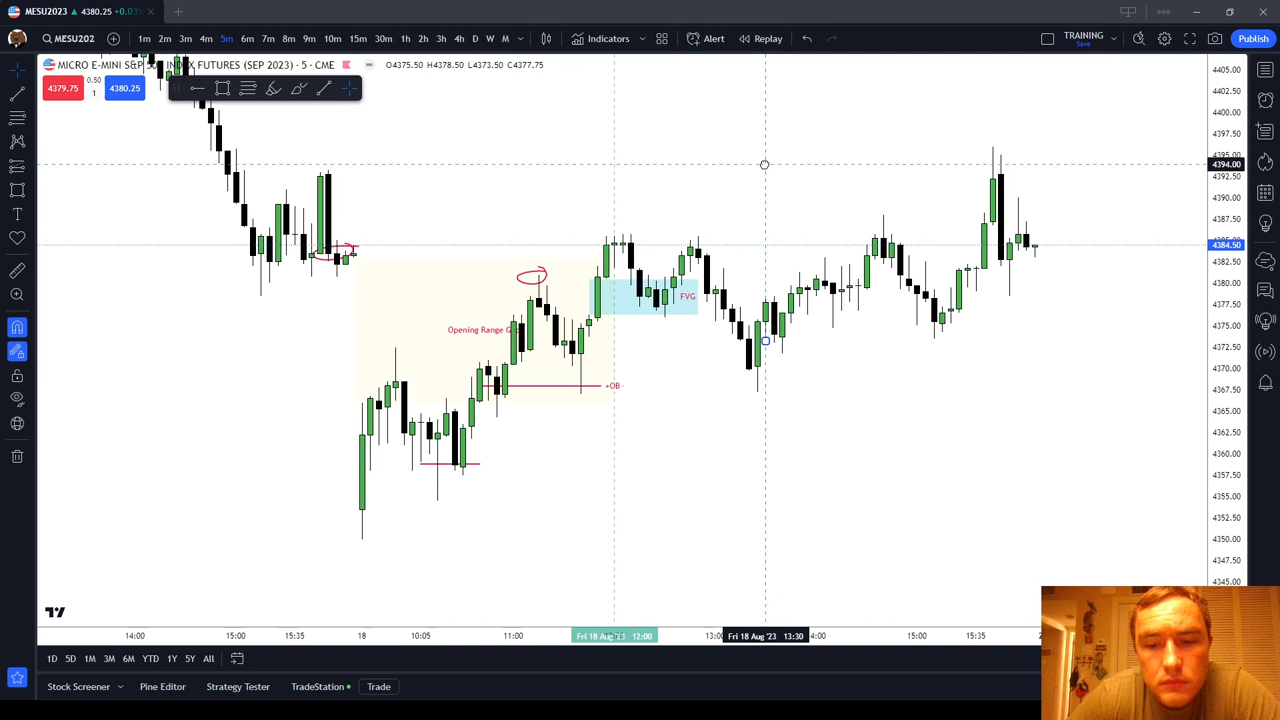 MESU2023 ▲ 4380.25 +0.03%
MESU202
1m 2m 3m 4m 5m 6m 7m 8m 9m 10m 15m 30m 1h 2h 3h 4h D W M
Indicators
Alert
Replay
TRAINING
Save
Publish
MICRO E-MINI S&P 500 INDEX FUTURES (SEP 2023) · 5 · CME
O4375.50 H4378.50 L4373.50 C4377.75
4379.75
0.50
1
4380.25
4405.00
4402.50
4400.00
4397.50
4395.00
4394.00
4392.50
4390.00
4387.50
4384.50
4382.50
4380.00
4377.50
4375.00
4372.50
4370.00
4367.50
4365.00
4362.50
4360.00
4357.50
4355.00
4352.50
4350.00
4347.50
4345.00
Opening Range
FVG
+OB -
14:00
15:00
15:35
18
10:05
11:00
Fri 18 Aug '23 12:00
13:00
Fri 18 Aug '23 13:30
4:00
15:00
15:35
1D 5D 1M 3M 6M YTD 1Y 5Y All
Stock Screener
Pine Editor
Strategy Tester
TradeStation
Trade